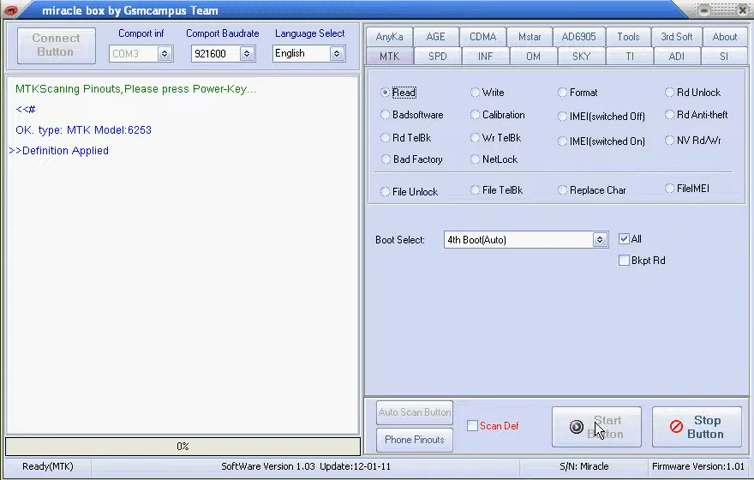 miracle box by Gsmcampus Team
Connect Button
Comport inf
Comport Baudrate
Language Select
COM3
921600
English
MTKScaning Pinouts,Please press Power-Key...
<<#
OK. type: MTK Model:6253
>>Definition Applied
0%
AnyKa AGE CDMA Mstar AD6905 Tools 3rd Soft About
MTK SPD INF OM SKY TI ADI SI
Read Write Format Rd Unlock
Badsoftware Calibration IMEI(switched Off) Rd Anti-theft
Rd TelBk Wr TelBk IMEI(switched On) NV Rd/Wr
Bad Factory NetLock
File Unlock File TelBk Replace Char FileIMEI
Boot Select: 4th Boot(Auto) All
Bkpt Rd
Auto Scan Button
Phone Pinouts
Scan Def
Start Button
Stop Button
Ready(MTK) SoftWare Version 1.03 Update:12-01-11 S/N: Miracle Firmware Version:1.01